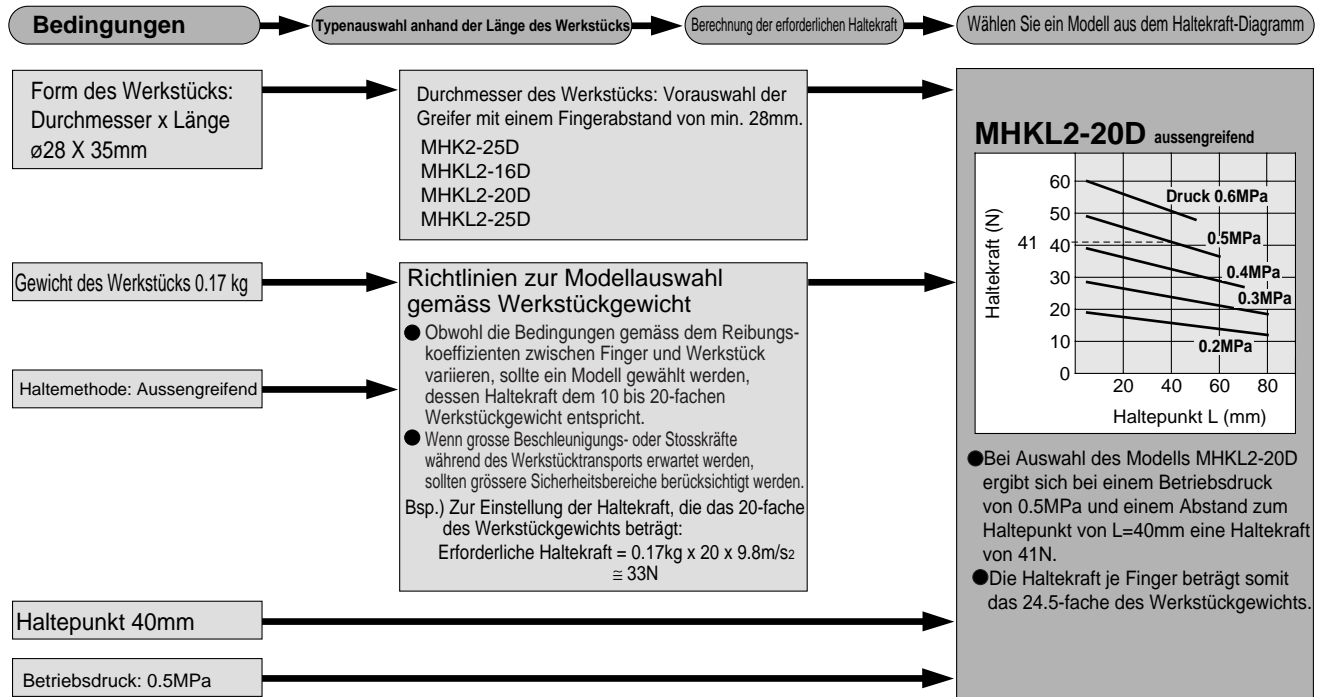 Bedingungen
Typenauswahl anhand der Länge des Werkstücks
Berechnung der erforderlichen Haltekraft
Wählen Sie ein Modell aus dem Haltekraft-Diagramm
Form des Werkstücks:
Durchmesser x Länge
ø28 X 35mm
Durchmesser des Werkstücks: Vorauswahl der
Greifer mit einem Fingerabstand von min. 28mm.
MHK2-25D
MHKL2-16D
MHKL2-20D
MHKL2-25D
Gewicht des Werkstücks 0.17 kg
Haltemethode: Aussengreifend
Richtlinien zur Modellauswahl
gemäss Werkstückgewicht
● Obwohl die Bedingungen gemäss dem Reibungs-
koeffizienten zwischen Finger und Werkstück
variieren, sollte ein Modell gewählt werden,
dessen Haltekraft dem 10 bis 20-fachen
Werkstückgewicht entspricht.
● Wenn grosse Beschleunigungs- oder Stosskräfte
während des Werkstücktransports erwartet werden,
sollten grössere Sicherheitsbereiche berücksichtigt werden.
Bsp.) Zur Einstellung der Haltekraft, die das 20-fache
des Werkstückgewichts beträgt:
Erforderliche Haltekraft = 0.17kg x 20 x 9.8m/s2
≅ 33N
Haltepunkt 40mm
Betriebsdruck: 0.5MPa
MHKL2-20D aussengreifend
Haltekraft (N)
60
50
41
40
30
20
10
0
Druck 0.6MPa
0.5MPa
0.4MPa
0.3MPa
0.2MPa
20 40 60 80
Haltepunkt L (mm)
●Bei Auswahl des Modells MHKL2-20D
ergibt sich bei einem Betriebsdruck
von 0.5MPa und einem Abstand zum
Haltepunkt von L=40mm eine Haltekraft
von 41N.
●Die Haltekraft je Finger beträgt somit
das 24.5-fache des Werkstückgewichts.